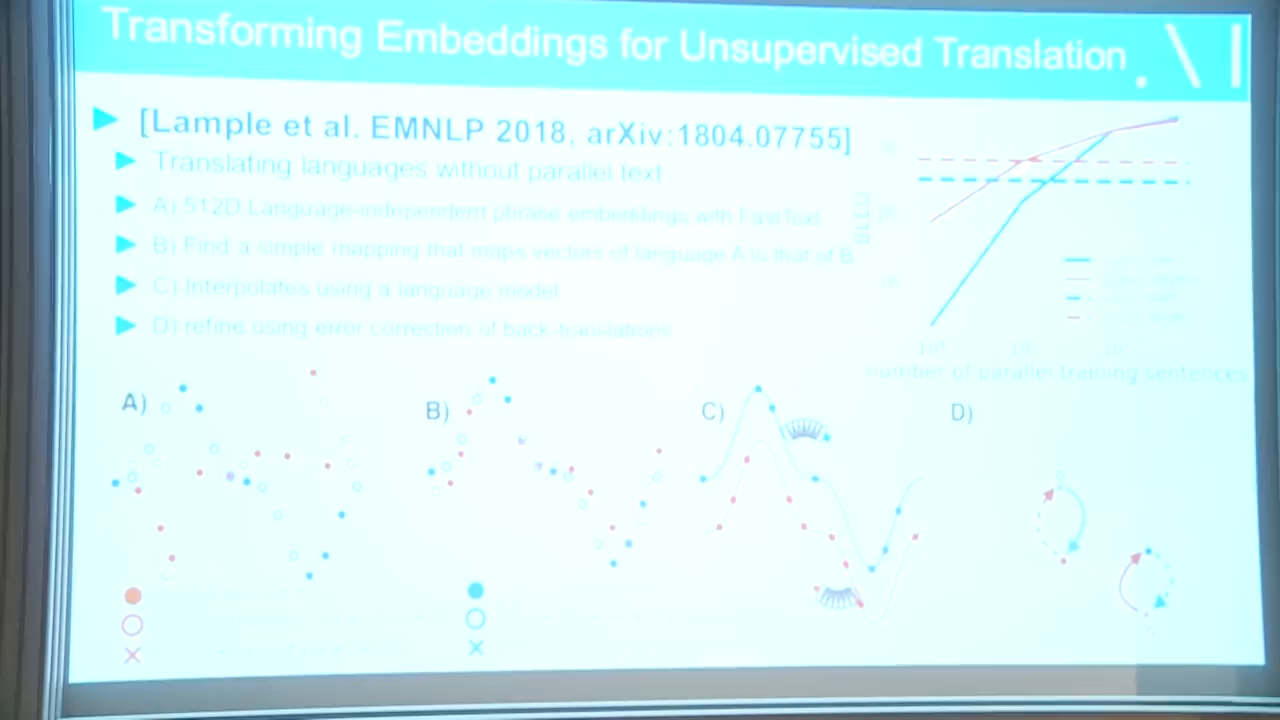 Transforming Embeddings for Unsupervised Translation
[Lample et al. EMNLP 2018, arXiv:1804.07755]
Translating languages without parallel text
A) 512D Language-independent phrase embeddings with FastText
B) Find a simple mapping that maps vectors of language A to that of B
C) Interpolates using a language model
D) refine using error correction of back-translations
BLEU
number of parallel training sentences
A)
B)
C)
D)